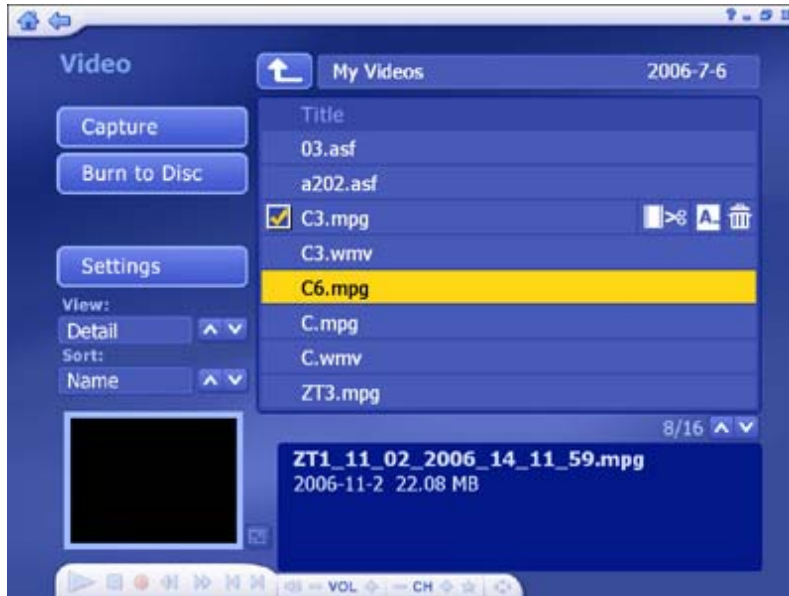 Video
My Videos 2006-7-6
Capture
Burn to Disc
Settings
View:
Detail
Sort:
Name
Title
03.asf
a202.asf
C3.mpg
C3.wmv
C6.mpg
C.mpg
C.wmv
ZT3.mpg
8/16
ZT1_11_02_2006_14_11_59.mpg
2006-11-2 22.08 MB
VOL
CH